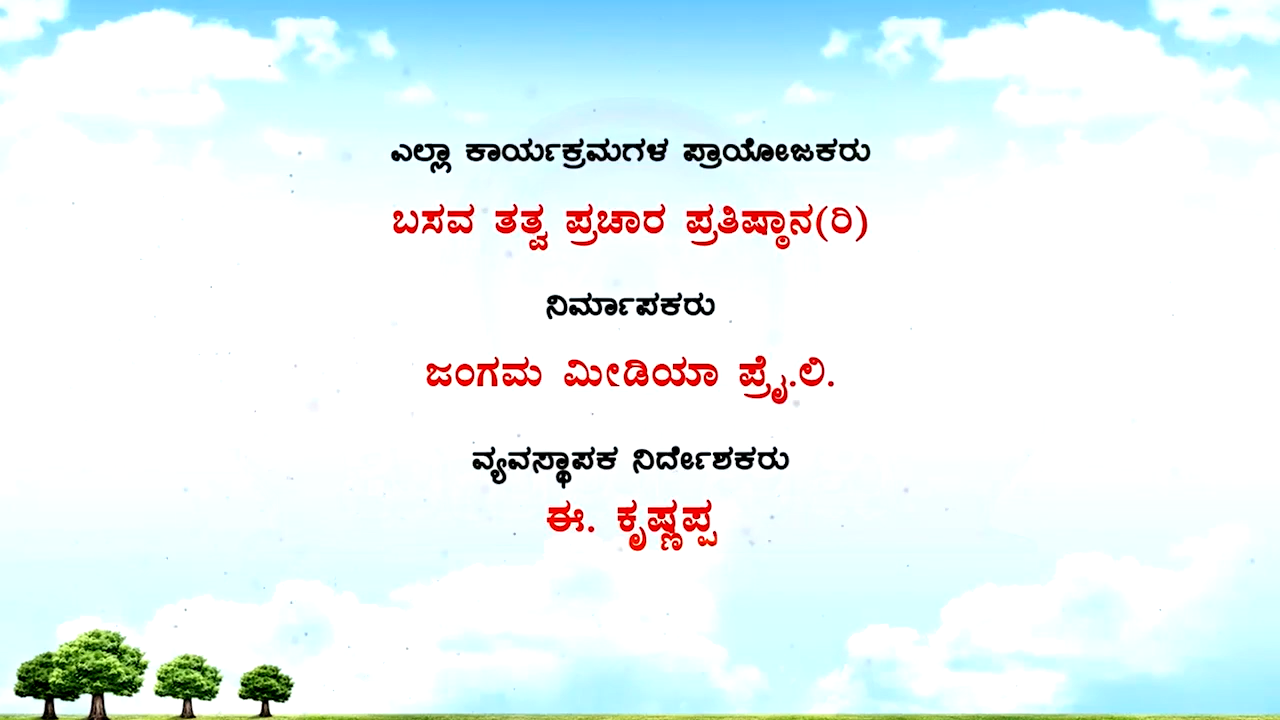 ಎಲ್ಲಾ ಕಾರ್ಯಕ್ರಮಗಳ ಪ್ರಾಯೋಜಕರು
ಬಸವ ತತ್ವ ಪ್ರಚಾರ ಪ್ರತಿಷ್ಠಾನ(ರಿ)
ನಿರ್ಮಾಪಕರು
ಜಂಗಮ ಮೀಡಿಯಾ ಪ್ರೈ.ಲಿ.
ವ್ಯವಸ್ಥಾಪಕ ನಿರ್ದೇಶಕರು
ಈ. ಕೃಷ್ಣಪ್ಪ